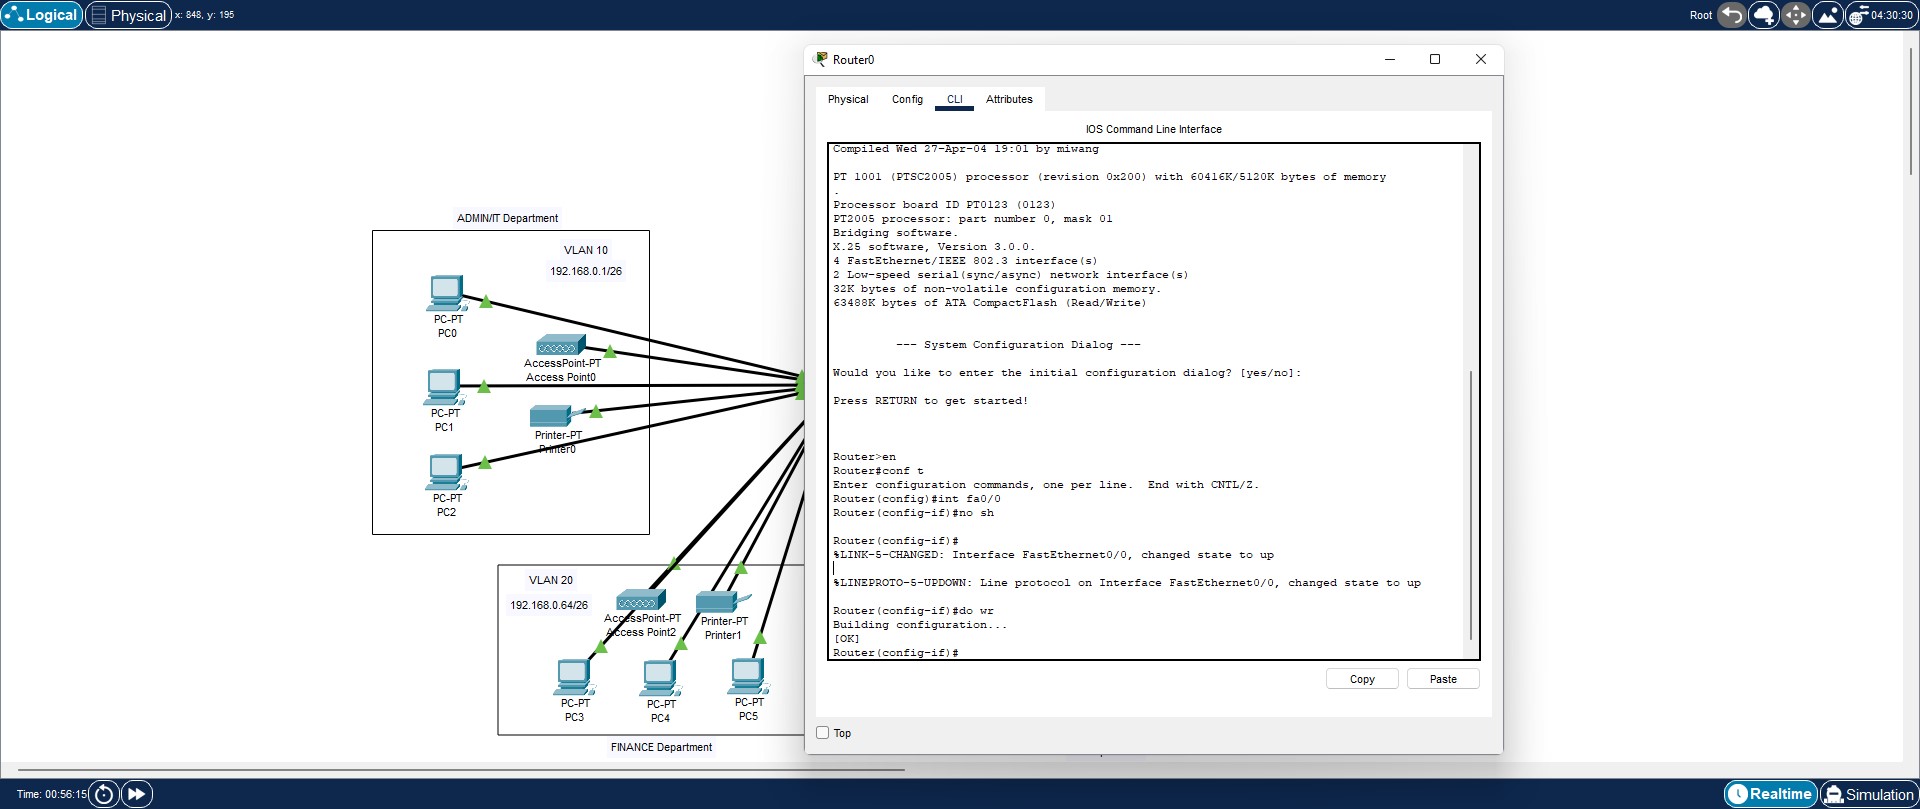 Logical
Physical
x: 848, y: 195
Root
04:30:30
ADMIN/IT Department
VLAN 10
192.168.0.1/26
PC-PT
PC0
AccessPoint-PT
Access Point0
PC-PT
PC1
Printer-PT
Printer0
PC-PT
PC2
VLAN 20
192.168.0.64/26
AccessPoint-PT
Access Point2
Printer-PT
Printer1
PC-PT
PC3
PC-PT
PC4
PC-PT
PC5
FINANCE Department
Router0
Physical Config CLI Attributes
IOS Command Line Interface
Compiled Wed 27-Apr-04 19:01 by miwang
PT 1001 (PTSC2005) processor (revision 0x200) with 60416K/5120K bytes of memory
.
Processor board ID PT0123 (0123)
PT2005 processor: part number 0, mask 01
Bridging software.
X.25 software, Version 3.0.0.
4 FastEthernet/IEEE 802.3 interface(s)
2 Low-speed serial(sync/async) network interface(s)
32K bytes of non-volatile configuration memory.
63488K bytes of ATA CompactFlash (Read/Write)
--- System Configuration Dialog ---
Would you like to enter the initial configuration dialog? [yes/no]:
Press RETURN to get started!
Router>en
Router#conf t
Enter configuration commands, one per line. End with CNTL/Z.
Router(config)#int fa0/0
Router(config-if)#no sh
Router(config-if)#
%LINK-5-CHANGED: Interface FastEthernet0/0, changed state to up
%LINEPROTO-5-UPDOWN: Line protocol on Interface FastEthernet0/0, changed state to up
Router(config-if)#do wr
Building configuration...
[OK]
Router(config-if)#
Copy
Paste
Top
Time: 00:56:15
Realtime
Simulation